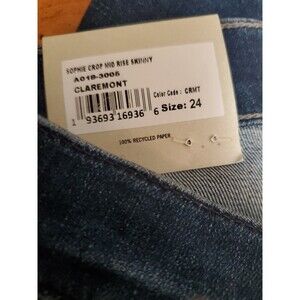 SOPHIE CROP MID RISE SKINNY
A019-3005
CLAREMONT
Color Code : CRMT
1 93693 16936 6 Size: 24
100% RECYCLED PAPER